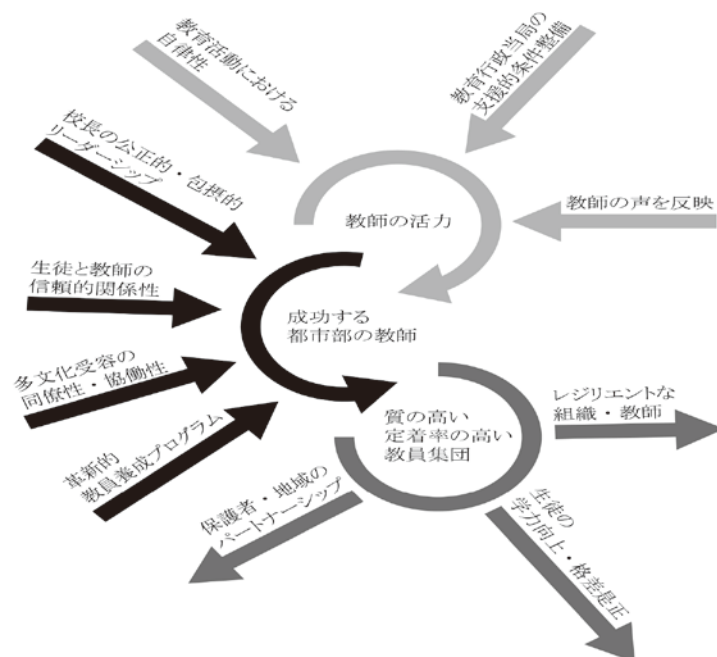 教育活動における
自律性
教育行政当局の
支援的条件整備
校長の公正的・包摂的
リーダーシップ
教師の活力
教師の声を反映
生徒と教師の
信頼的関係性
成功する
都市部の教師
多文化受容の
同僚性・協働性
革新的
教員養成プログラム
質の高い
定着率の高い
教員集団
レジリエントな
組織・教師
保護者・地域の
パートナーシップ
生徒の
学力向上・格差是正